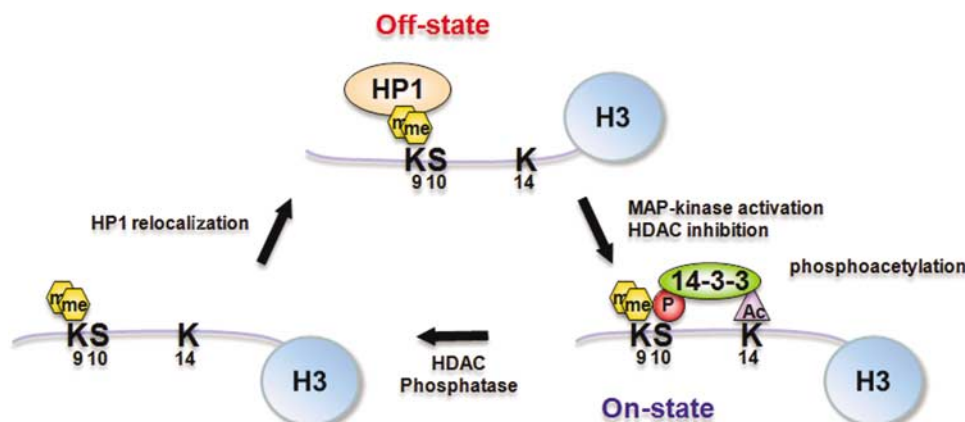 Off-state
HP1
m me
H3
KS K
9 10 14
HP1 relocalization
MAP-kinase activation
HDAC inhibition
phosphoacetylation
m me
KS K
9 10 14
H3
HDAC
Phosphatase
m me P 14-3-3 Ac
KS K
9 10 14
H3
On-state